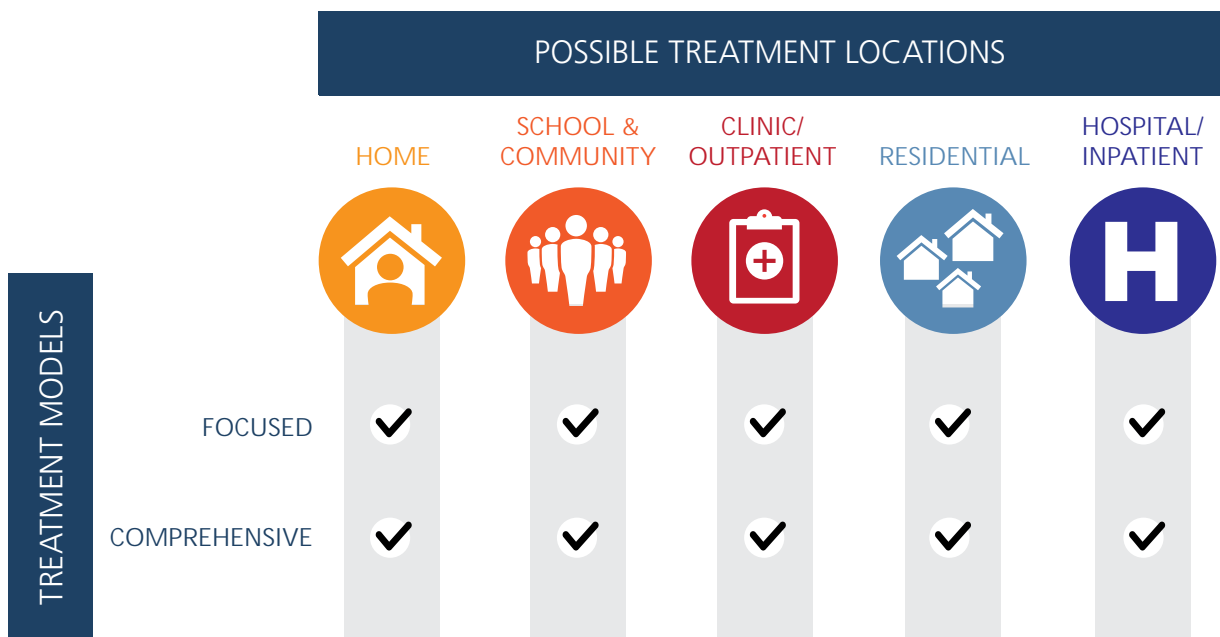 POSSIBLE TREATMENT LOCATIONS
HOME
SCHOOL &
COMMUNITY
CLINIC/
OUTPATIENT
RESIDENTIAL
HOSPITAL/
INPATIENT
H
TREATMENT MODELS
FOCUSED
COMPREHENSIVE